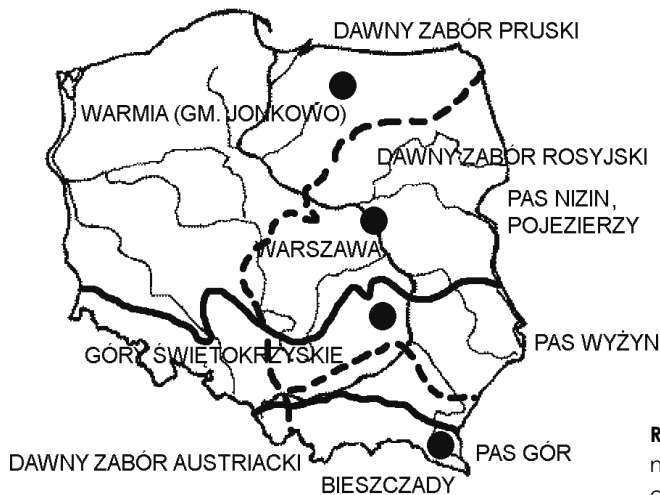 DAWNY ZABÓR PRUSKI
WARMIA (GM. JONKOWO)
DAWNY ZABÓR ROSYJSKI
PAS NIZIN,
POJEZIERZY
WARSZAWA
GÓRY ŚWIĘTOKRZYSKIE
PAS WYŻYN
PAS GÓR
DAWNY ZABÓR AUSTRIACKI
BIESZCZADY